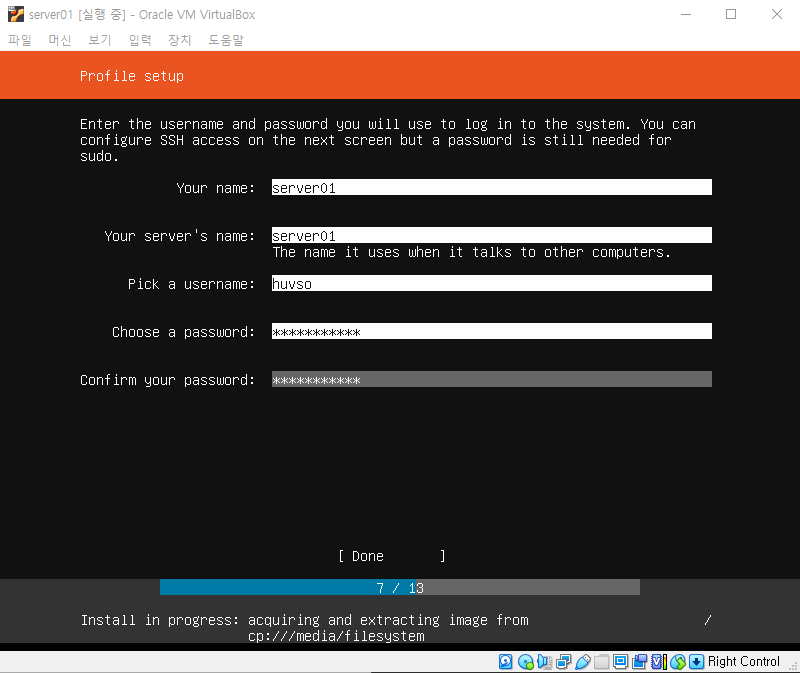 server01 [실행 중] - Oracle VM VirtualBox
파일 머신 보기 입력 장치 도움말
Profile setup
Enter the username and password you will use to log in to the system. You can
configure SSH access on the next screen but a password is still needed for
sudo.
Your name: server01
Your server's name: server01
The name it uses when it talks to other computers.
Pick a username: huvso
Choose a password: ***********
Confirm your password: ***********
[ Done ]
7 / 13
Install in progress: acquiring and extracting image from /
cp:///media/filesystem
Right Control